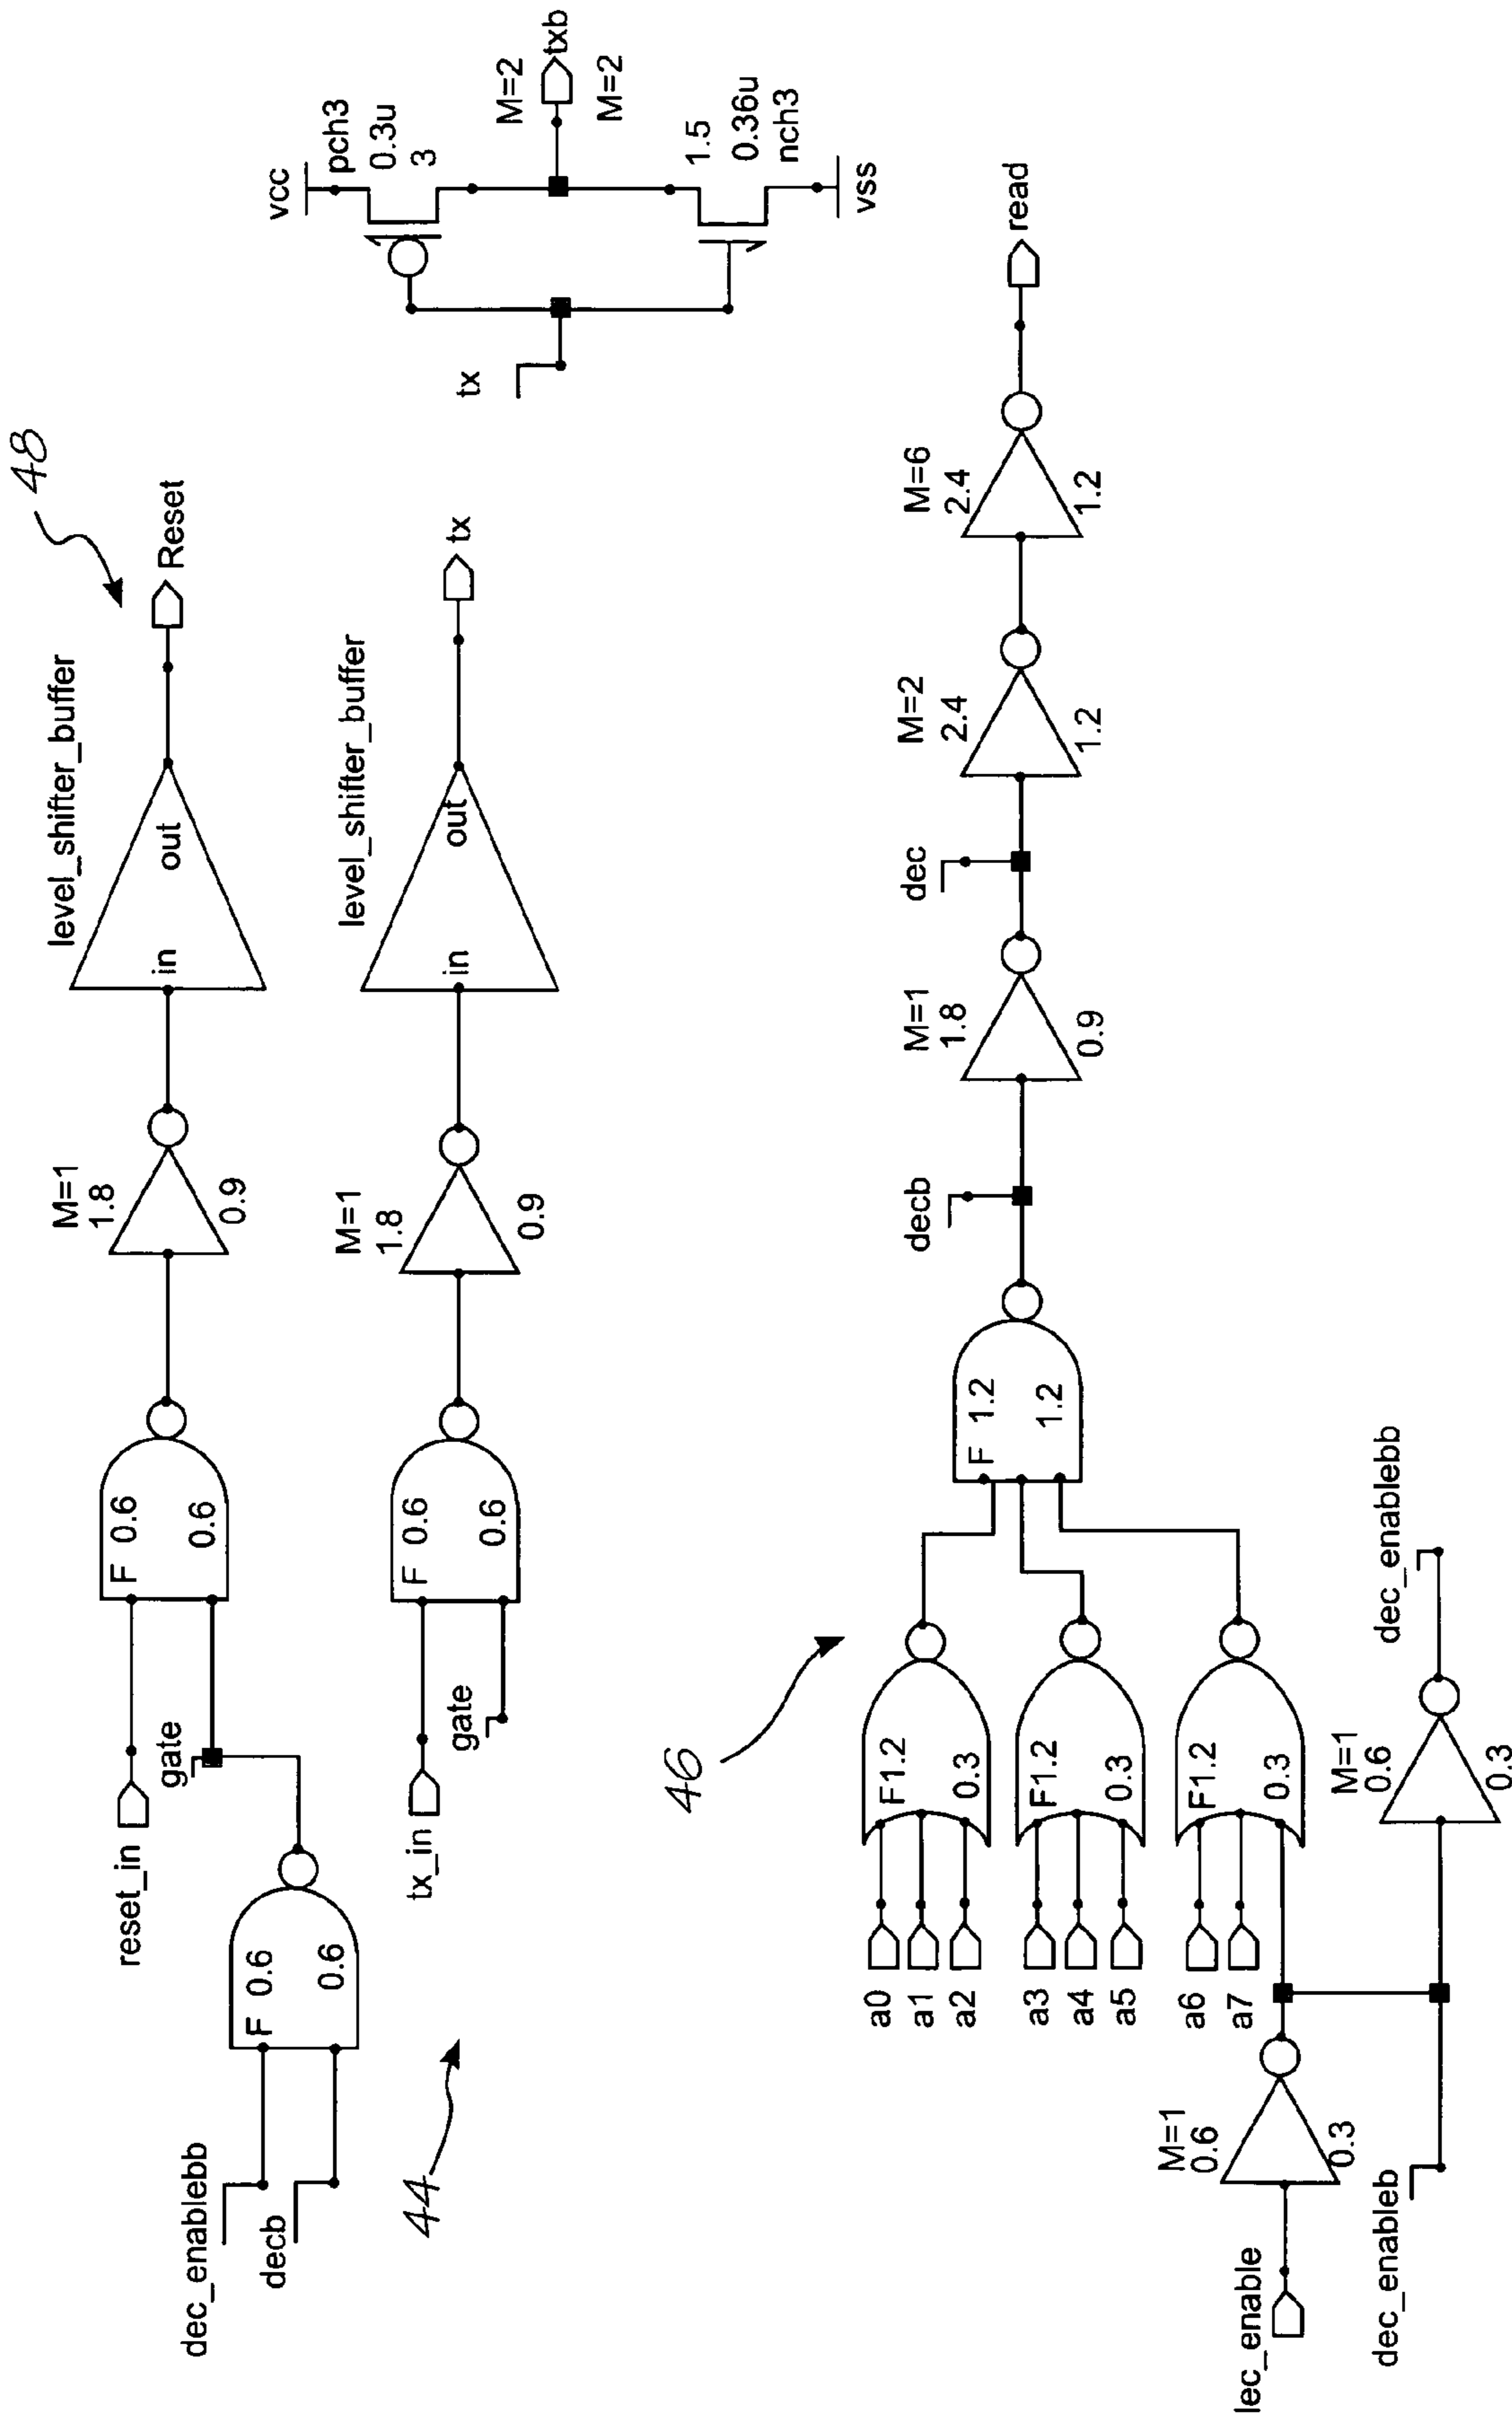 48
level_shifter_buffer
M=1
1.8
0.9
in
out
Reset
reset_in
gate
F 0.6
0.6
dec_enablebb
decb
F 0.6
0.6
44
level_shifter_buffer
tx_in
gate
F 0.6
0.6
M=1
1.8
0.9
in
out
tx
vcc
pch3
0.3u
3
M=2
txb
M=2
1.5
0.36u
nch3
vss
tx
46
a0
a1
a2
F1.2
0.3
a3
a4
a5
F1.2
0.3
a6
a7
F1.2
0.3
F 1.2
1.2
decb
M=1
1.8
0.9
dec
M=2
2.4
1.2
M=6
2.4
1.2
read
lec_enable
M=1
0.6
0.3
dec_enableb
M=1
0.6
0.3
dec_enablebb